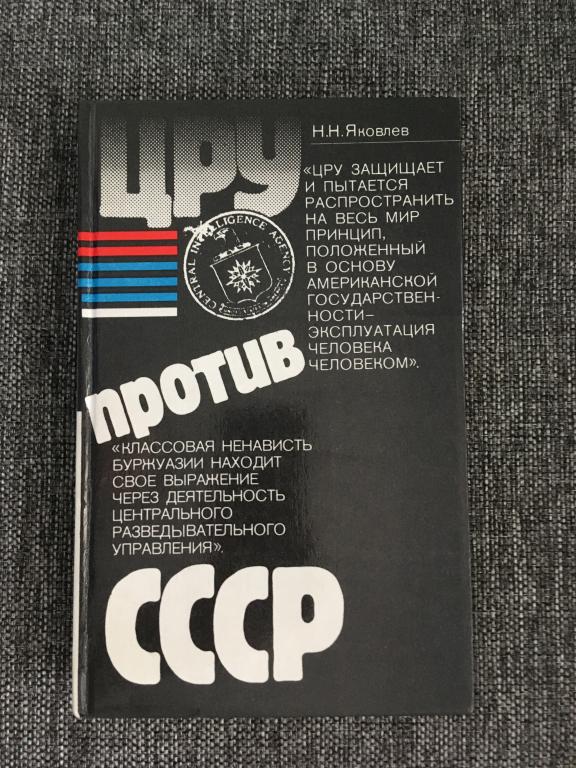 Н.Н.Яковлев
ЦРУ
«ЦРУ ЗАЩИЩАЕТ
И ПЫТАЕТСЯ
РАСПРОСТРАНИТЬ
НА ВЕСЬ МИР
ПРИНЦИП,
ПОЛОЖЕННЫЙ
В ОСНОВУ
АМЕРИКАНСКОЙ
ГОСУДАРСТВЕН-
НОСТИ–
ЭКСПЛУАТАЦИЯ
ЧЕЛОВЕКА
ЧЕЛОВЕКОМ».
CENTRAL INTELLIGENCE AGENCY
против
«КЛАССОВАЯ НЕНАВИСТЬ
БУРЖУАЗИИ НАХОДИТ
СВОЕ ВЫРАЖЕНИЕ
ЧЕРЕЗ ДЕЯТЕЛЬНОСТЬ
ЦЕНТРАЛЬНОГО
РАЗВЕДЫВАТЕЛЬНОГО
УПРАВЛЕНИЯ».
СССР